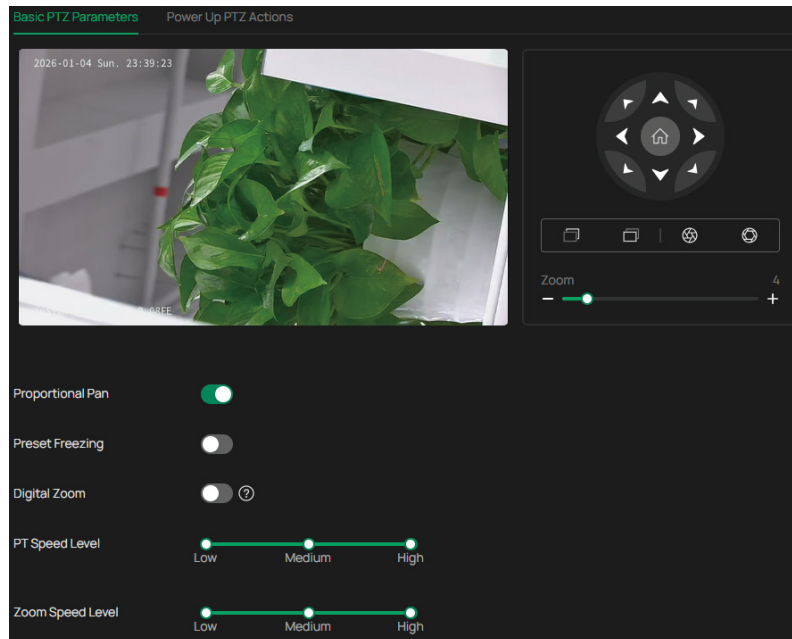 Basic PTZ Parameters Power Up PTZ Actions
2026-01-04 Sun. 23:39:23
Zoom 4
Proportional Pan
Preset Freezing
Digital Zoom
PT Speed Level
Low Medium High
Zoom Speed Level
Low Medium High